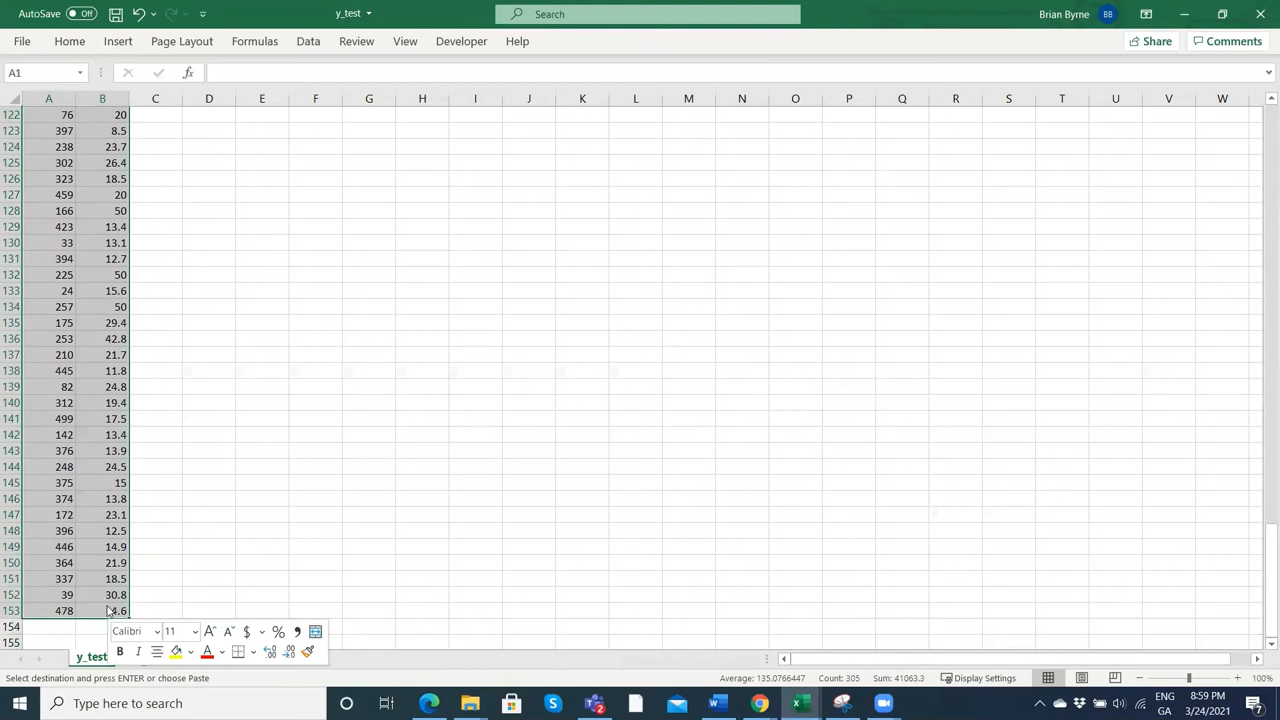 AutoSave Off y_test Search Brian Byrne BB
File Home Insert Page Layout Formulas Data Review View Developer Help Share Comments
A1 fx
A B C D E F G H I J K L M N O P Q R S T U V W
122 76 20
123 397 8.5
124 238 23.7
125 302 26.4
126 323 18.5
127 459 20
128 166 50
129 423 13.4
130 33 13.1
131 394 12.7
132 225 50
133 24 15.6
134 257 50
135 175 29.4
136 253 42.8
137 210 21.7
138 445 11.8
139 82 24.8
140 312 19.4
141 499 17.5
142 142 13.4
143 376 13.9
144 248 24.5
145 375 15
146 374 13.8
147 172 23.1
148 396 12.5
149 446 14.9
150 364 21.9
151 337 18.5
152 39 30.8
153 478
154
155
Calibri 11 A A $ % ,
B I A
y_test
Select destination and press ENTER or choose Paste Average: 135.0766447 Count: 305 Sum: 41063.3 Display Settings 100%
Type here to search ENG GA 8:59 PM 3/24/2021